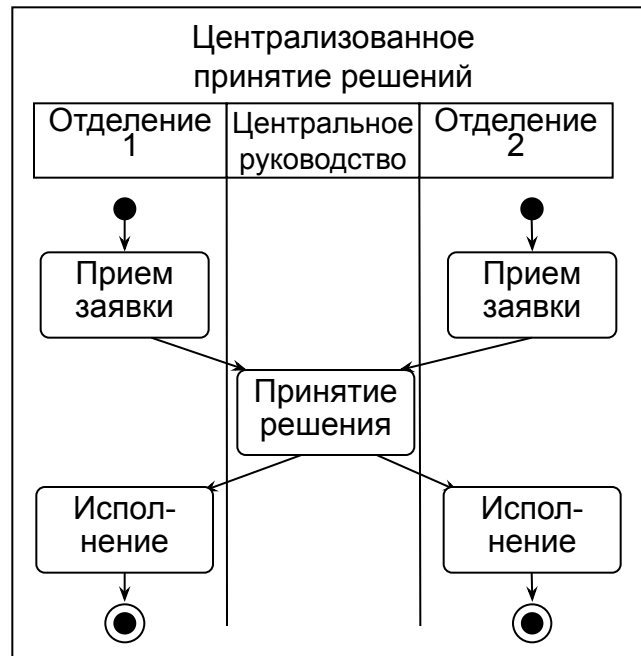 Централизованное
принятие решений
Отделение
1
Центральное
руководство
Отделение
2
Прием
заявки
Прием
заявки
Принятие
решения
Испол-
нение
Испол-
нение